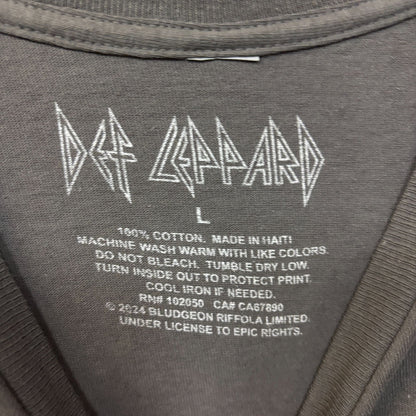 DEF LEPPARD
L
100% COTTON. MADE IN HAITI
MACHINE WASH WARM WITH LIKE COLORS.
DO NOT BLEACH. TUMBLE DRY LOW.
TURN INSIDE OUT TO PROTECT PRINT.
COOL IRON IF NEEDED.
RN# 102050 CA# CA67890
© 2024 BLUDGEON RIFFOLA LIMITED.
UNDER LICENSE TO EPIC RIGHTS.